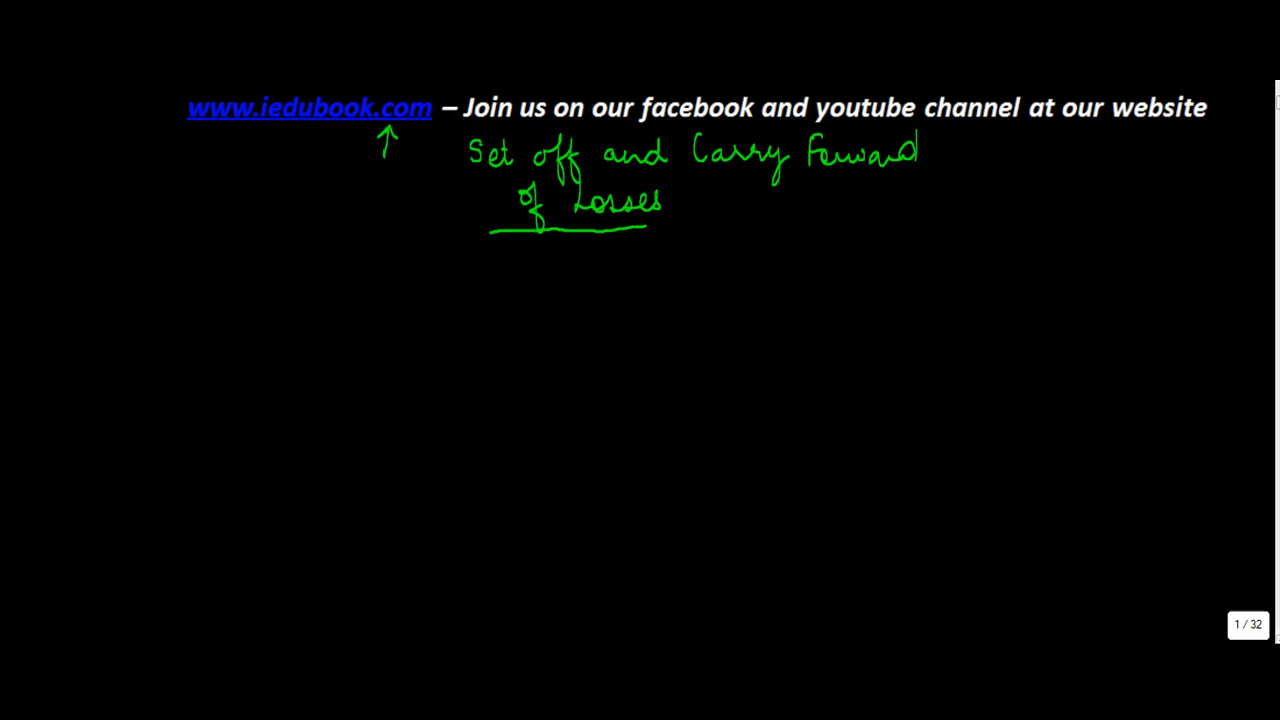 www.iedubook.com – Join us on our facebook and youtube channel at our website
Set off and Carry Forward
of Losses
1 / 32